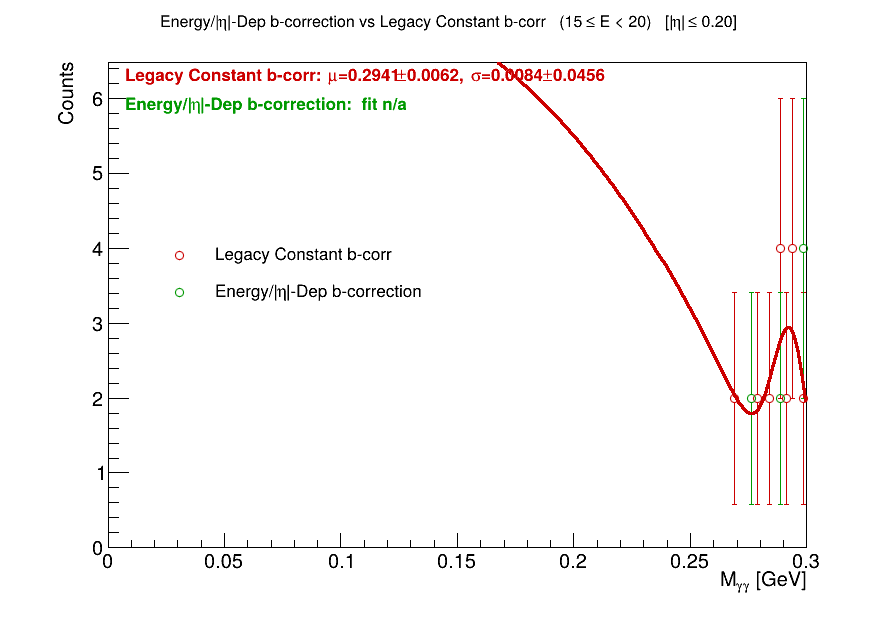 Energy/|η|-Dep b-correction vs Legacy Constant b-corr (15 ≤ E < 20) [|η| ≤ 0.20]
Counts
Legacy Constant b-corr: μ=0.2941±0.0062, σ=0.0084±0.0456
Energy/|η|-Dep b-correction: fit n/a
Legacy Constant b-corr
Energy/|η|-Dep b-correction
6
5
4
3
2
1
0
0 0.05 0.1 0.15 0.2 0.25 0.3
M_γγ [GeV]